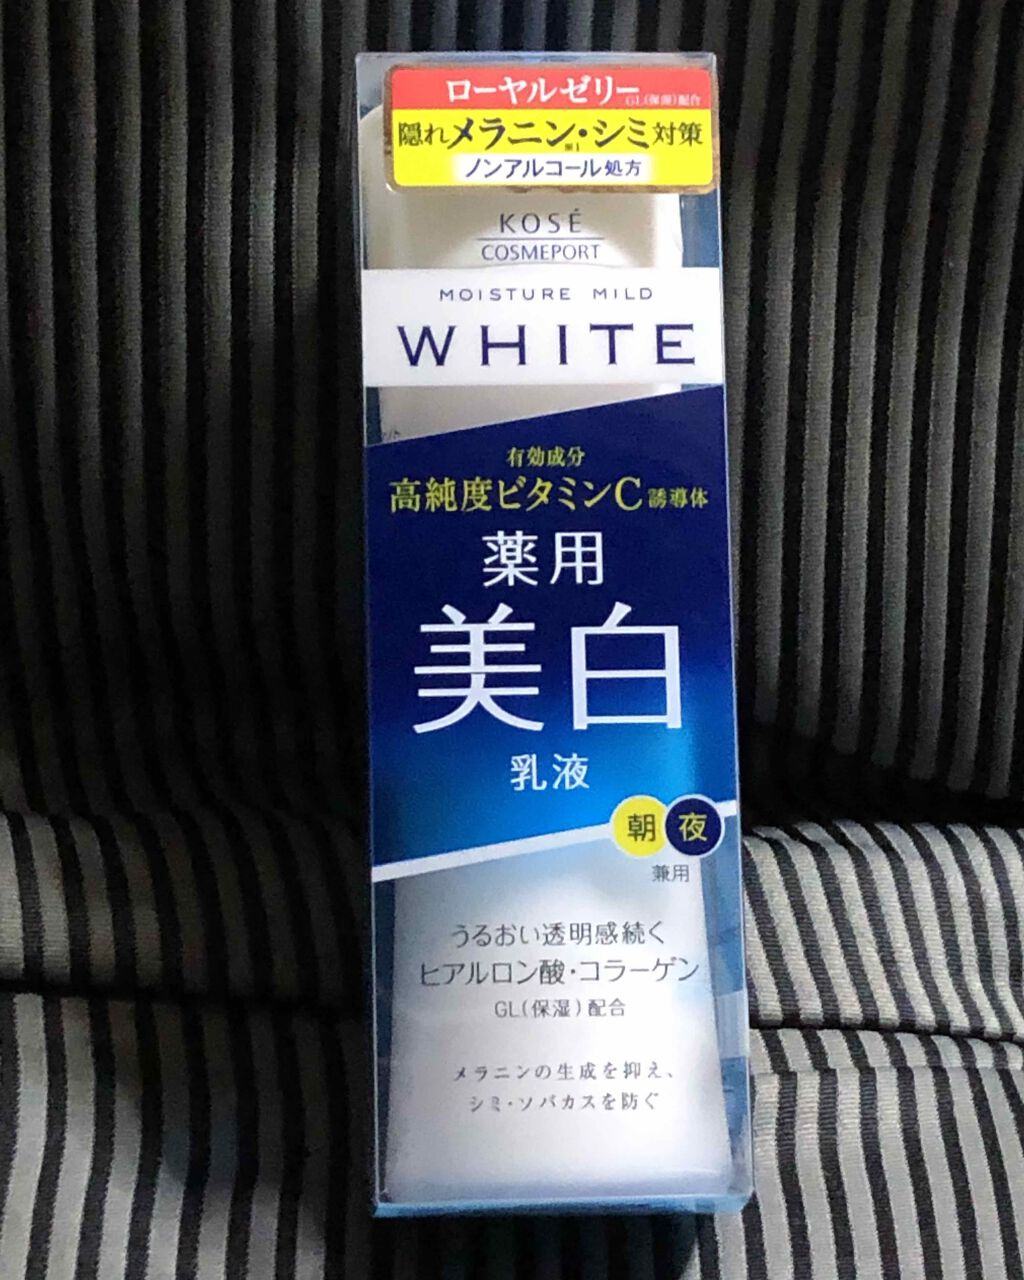 ローヤルゼリーGL(保湿)配合
隠れメラニン・シミ対策
※1
ノンアルコール処方
KOSÉ
COSMEPORT
MOISTURE MILD
WHITE
有効成分
高純度ビタミンC誘導体
薬用
美白
乳液
朝 夜
兼用
うるおい透明感続く
ヒアルロン酸・コラーゲン
GL(保湿)配合
メラニンの生成を抑え、
シミ・ソバカスを防ぐ